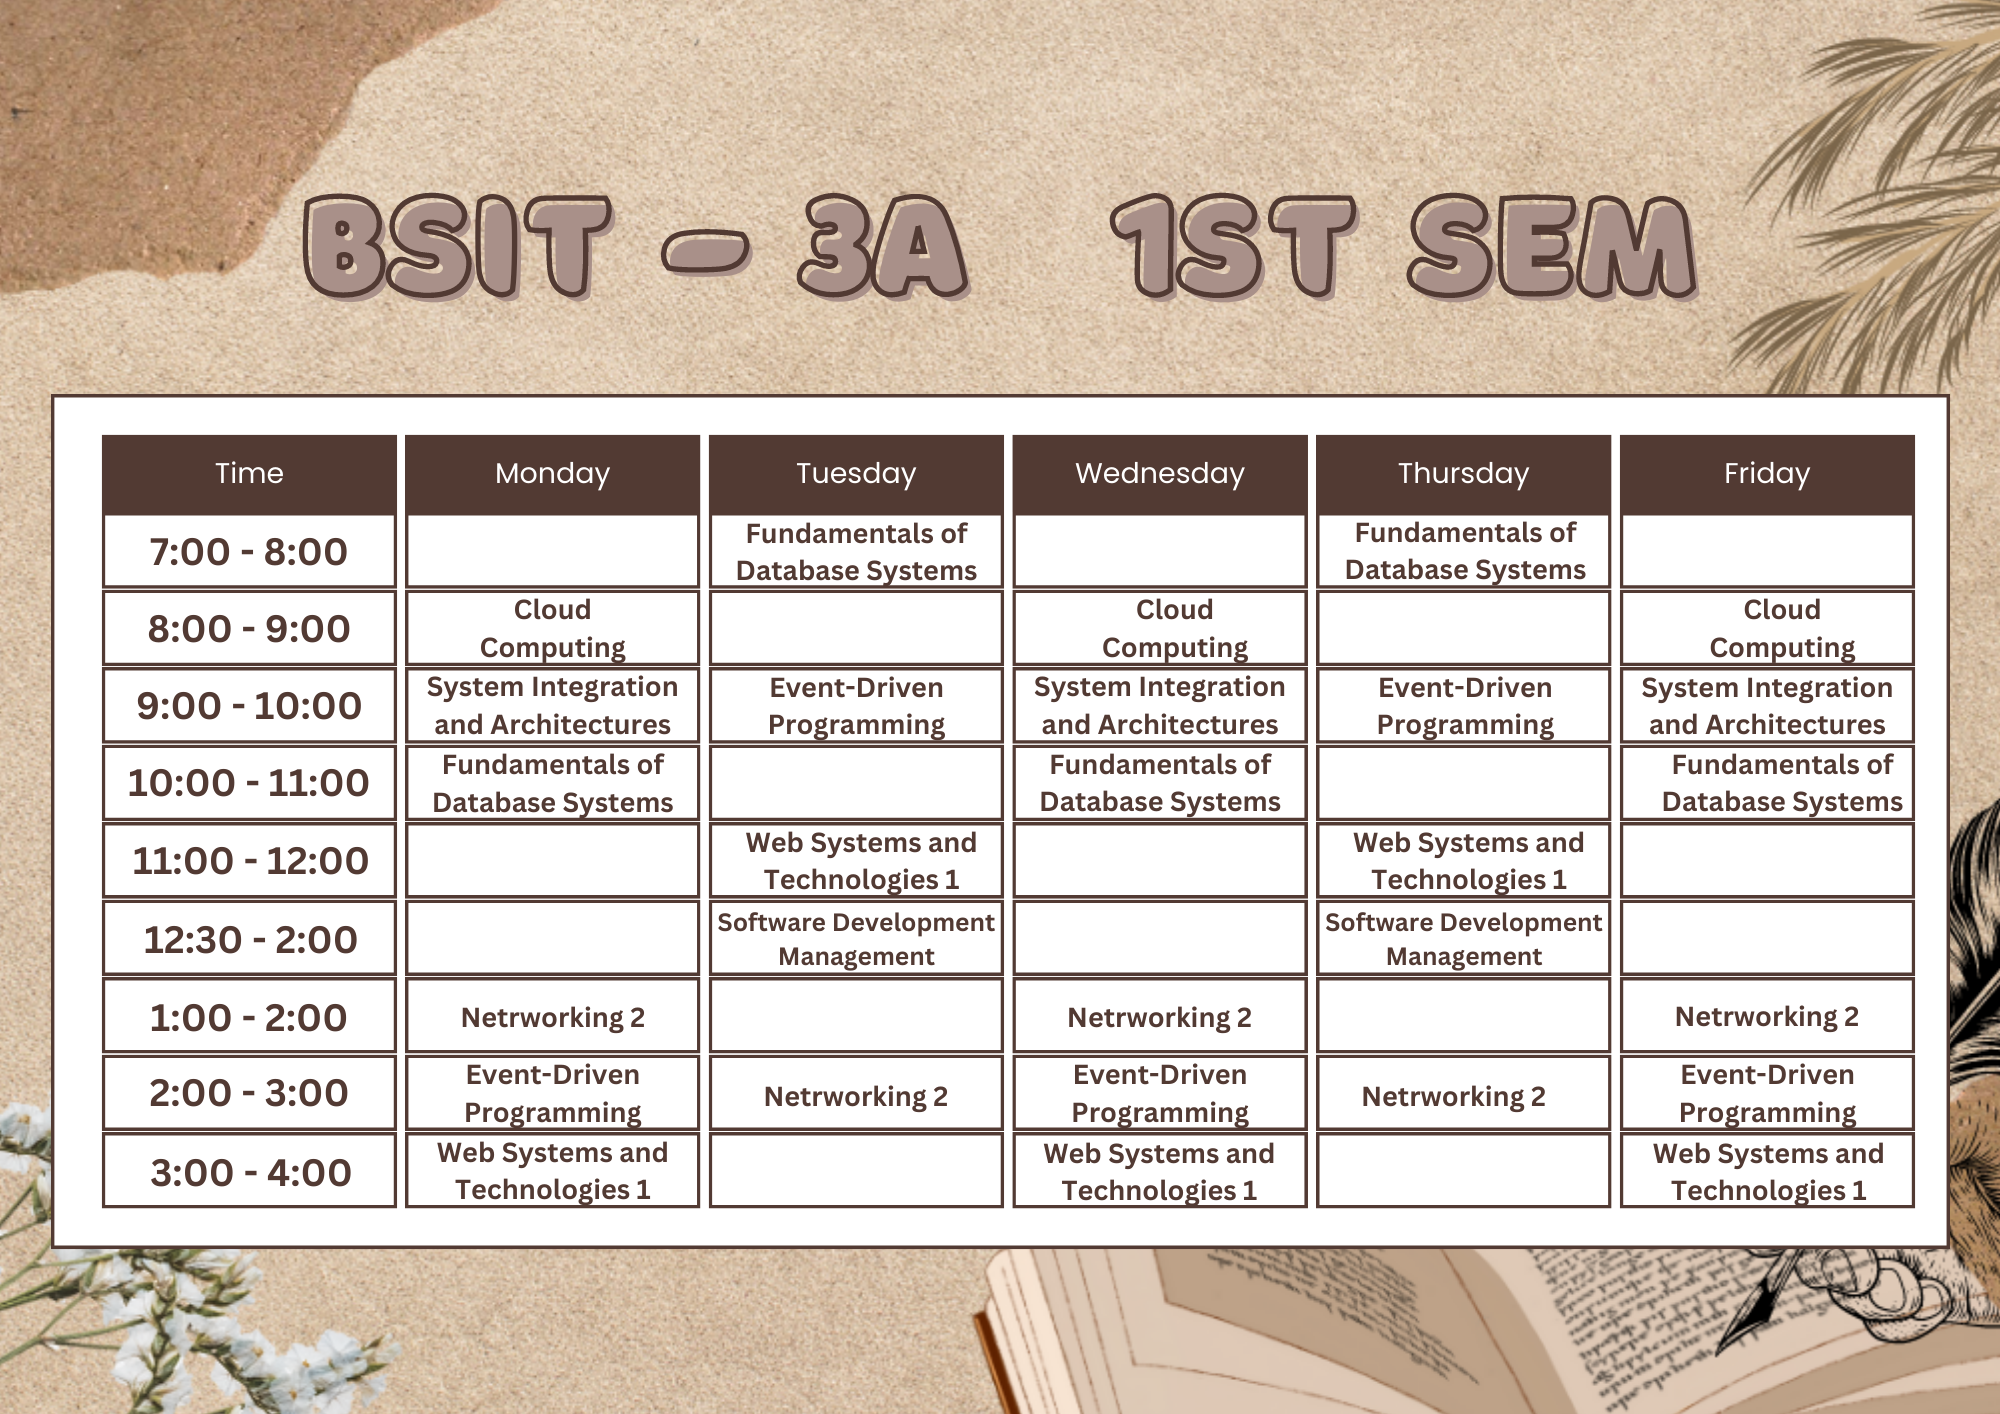 BSIT - 3A 1ST SEM
Time Monday Tuesday Wednesday Thursday Friday
7:00 - 8:00
Fundamentals of
Database Systems
Fundamentals of
Database Systems
8:00 - 9:00
Cloud
Computing
Cloud
Computing
Cloud
Computing
9:00 - 10:00
System Integration
and Architectures
Event-Driven
Programming
System Integration
and Architectures
Event-Driven
Programming
System Integration
and Architectures
10:00 - 11:00
Fundamentals of
Database Systems
Fundamentals of
Database Systems
Fundamentals of
Database Systems
11:00 - 12:00
Web Systems and
Technologies 1
Web Systems and
Technologies 1
12:30 - 2:00
Software Development
Management
Software Development
Management
1:00 - 2:00
Netrworking 2
Netrworking 2
Netrworking 2
2:00 - 3:00
Event-Driven
Programming
Netrworking 2
Event-Driven
Programming
Netrworking 2
Event-Driven
Programming
3:00 - 4:00
Web Systems and
Technologies 1
Web Systems and
Technologies 1
Web Systems and
Technologies 1